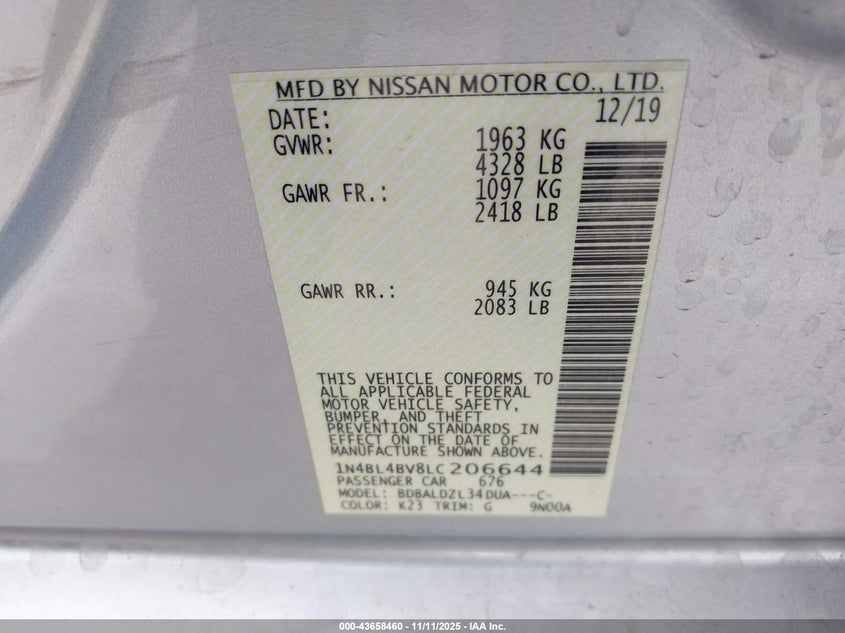 MFD BY NISSAN MOTOR CO., LTD.
DATE: 12/19
GVWR: 1963 KG
4328 LB
GAWR FR.: 1097 KG
2418 LB
GAWR RR.: 945 KG
2083 LB
THIS VEHICLE CONFORMS TO
ALL APPLICABLE FEDERAL
MOTOR VEHICLE SAFETY,
BUMPER, AND THEFT
PREVENTION STANDARDS IN
EFFECT ON THE DATE OF
MANUFACTURE SHOWN ABOVE.
1N4BL4BV8LC206644
PASSENGER CAR 676
MODEL: BDBALDZL34DUA---C-
COLOR: K23 TRIM: G 9N00A
000-43658460 - 11/11/2025 - IAA Inc.